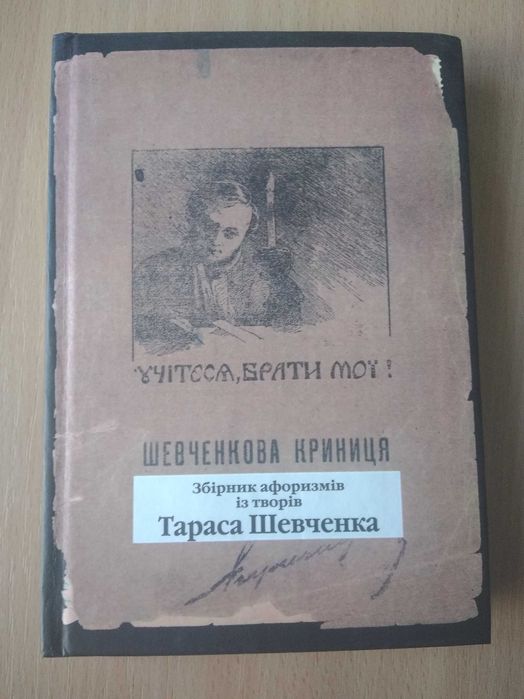 УЧІТЕСЯ, БРАТИ МОЇ!
ШЕВЧЕНКОВА КРИНИЦЯ
Збірник афоризмів
із творів
Тараса Шевченка